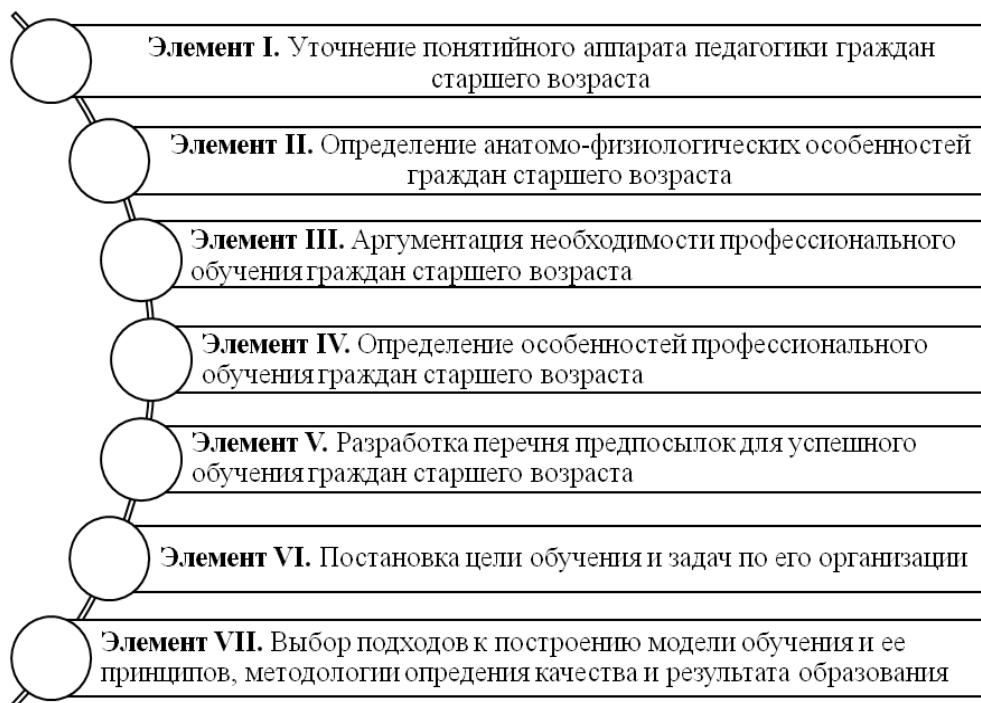 Элемент I. Уточнение понятийного аппарата педагогики граждан
старшего возраста
Элемент II. Определение анатомо-физиологических особенностей
граждан старшего возраста
Элемент III. Аргументация необходимости профессионального
обучения граждан старшего возраста
Элемент IV. Определение особенностей профессионального
обучения граждан старшего возраста
Элемент V. Разработка перечня предпосылок для успешного
обучения граждан старшего возраста
Элемент VI. Постановка цели обучения и задач по его организации
Элемент VII. Выбор подходов к построению модели обучения и ее
принципов, методологии опредения качества и результата образования